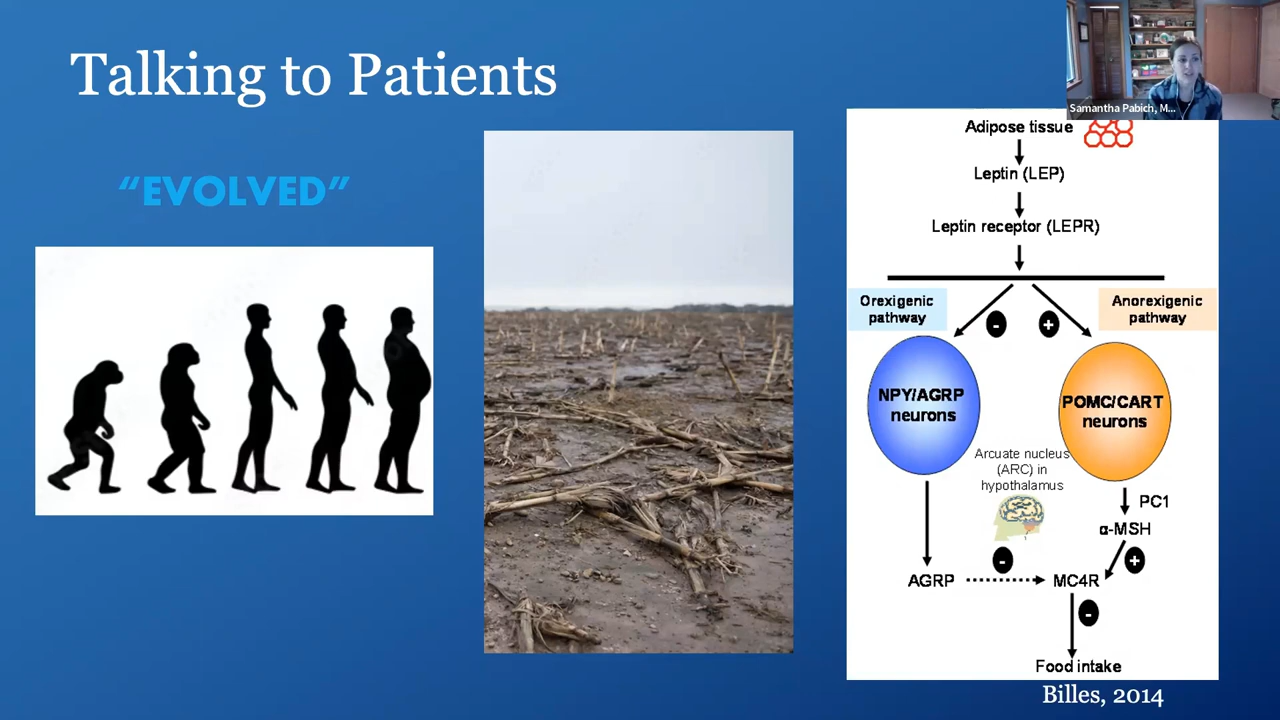 Talking to Patients
Samantha Pabich, M...
“EVOLVED”
Adipose tissue
Leptin (LEP)
Leptin receptor (LEPR)
Orexigenic
pathway
-
+
Anorexigenic
pathway
NPY/AGRP
neurons
POMC/CART
neurons
Arcuate nucleus
(ARC) in
hypothalamus
PC1
α-MSH
-
+
AGRP
MC4R
-
Food intake
Billes, 2014